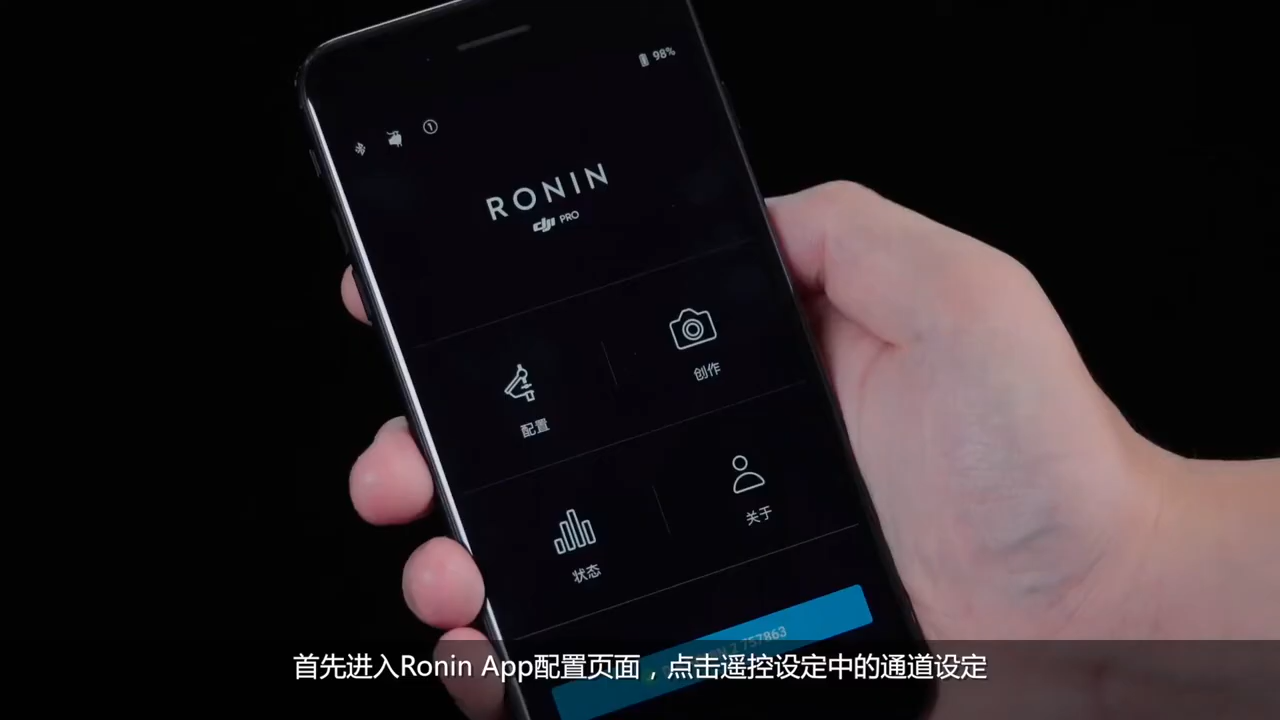 98%
①
RONIN
dji PRO
创作
配置
关于
状态
757863
首先进入Ronin App配置页面，点击遥控设定中的通道设定